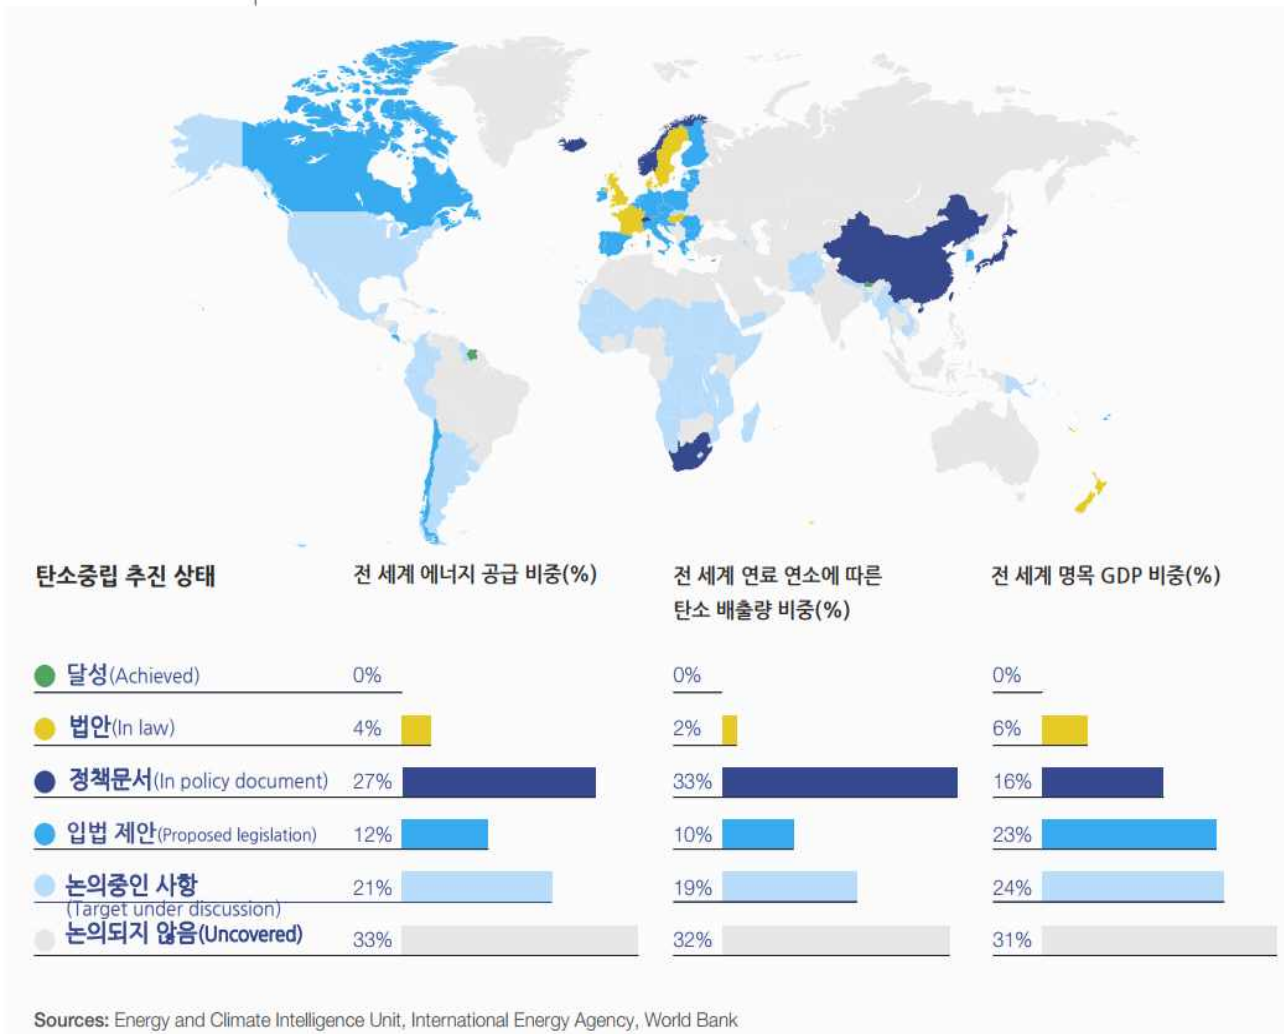 탄소중립 추진 상태
전 세계 에너지 공급 비중(%)
전 세계 연료 연소에 따른
탄소 배출량 비중(%)
전 세계 명목 GDP 비중(%)
달성(Achieved) 0% 0% 0%
법안(In law) 4% 2% 6%
정책문서(In policy document) 27% 33% 16%
입법 제안(Proposed legislation) 12% 10% 23%
논의중인 사항 21% 19% 24%
(Target under discussion)
논의되지 않음(Uncovered) 33% 32% 31%
Sources: Energy and Climate Intelligence Unit, International Energy Agency, World Bank